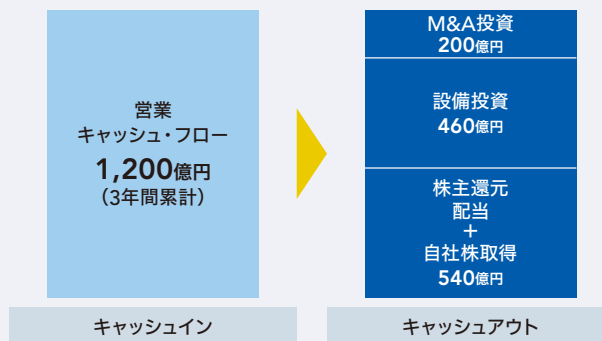 営業
キャッシュ・フロー
1,200億円
（3年間累計）
キャッシュイン
M&A投資
200億円
設備投資
460億円
株主還元
配当
＋
自社株取得
540億円
キャッシュアウト